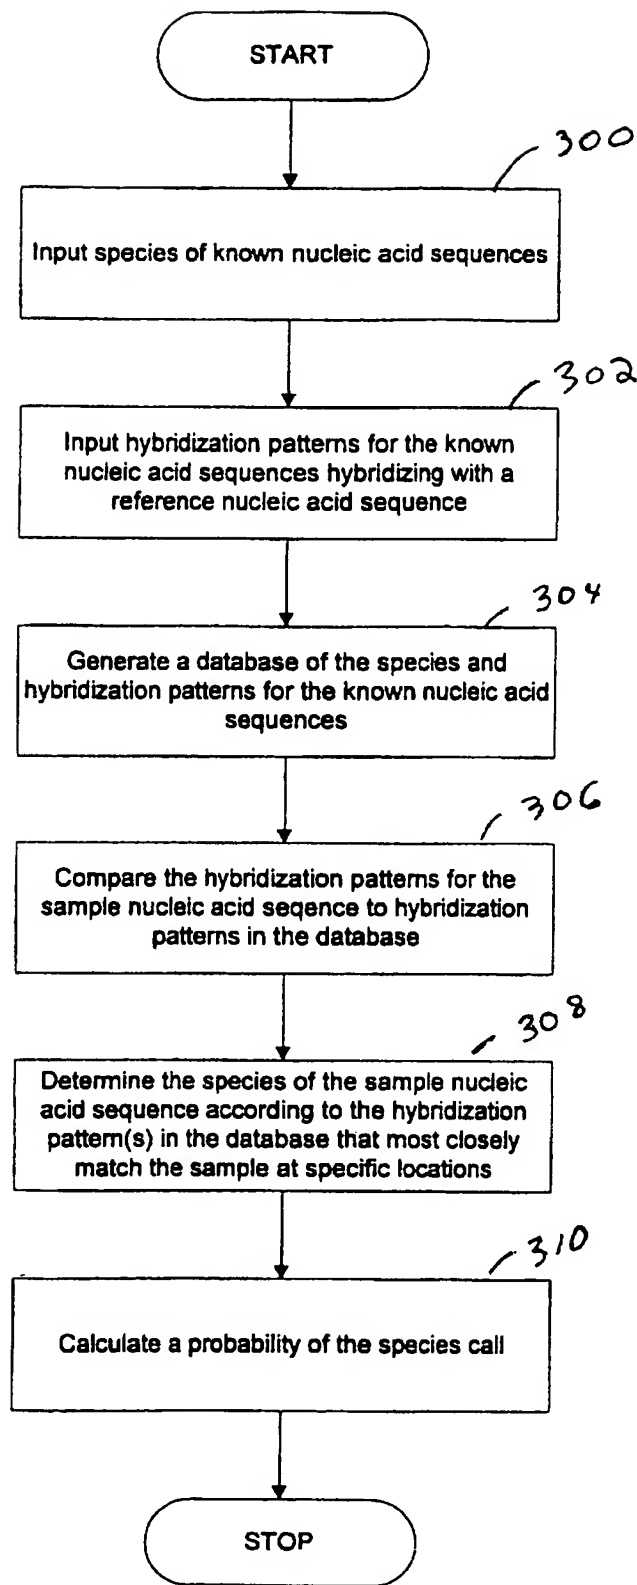 START
300
Input species of known nucleic acid sequences
302
Input hybridization patterns for the known
nucleic acid sequences hybridizing with a
reference nucleic acid sequence
304
Generate a database of the species and
hybridization patterns for the known nucleic acid
sequences
306
Compare the hybridization patterns for the
sample nucleic acid seqence to hybridization
patterns in the database
308
Determine the species of the sample nucleic
acid sequence according to the hybridization
pattern(s) in the database that most closely
match the sample at specific locations
310
Calculate a probability of the species call
STOP